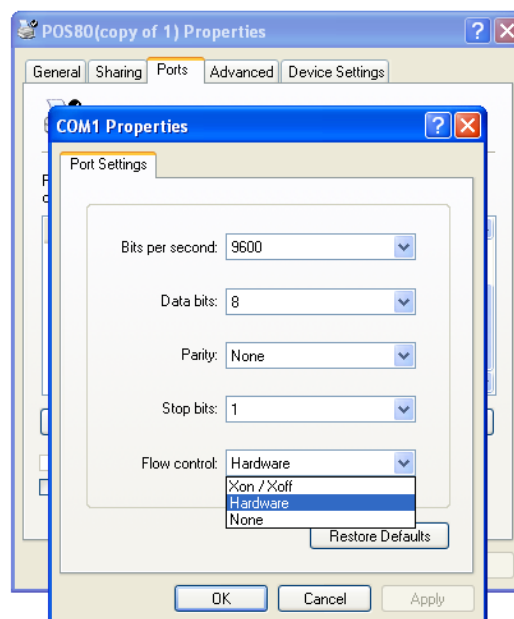 POS80(copy of 1) Properties
General Sharing Ports Advanced Device Settings
COM1 Properties
Port Settings
Bits per second: 9600
Data bits: 8
Parity: None
Stop bits: 1
Flow control: Hardware
Xon / Xoff
Hardware
None
Restore Defaults
OK Cancel Apply